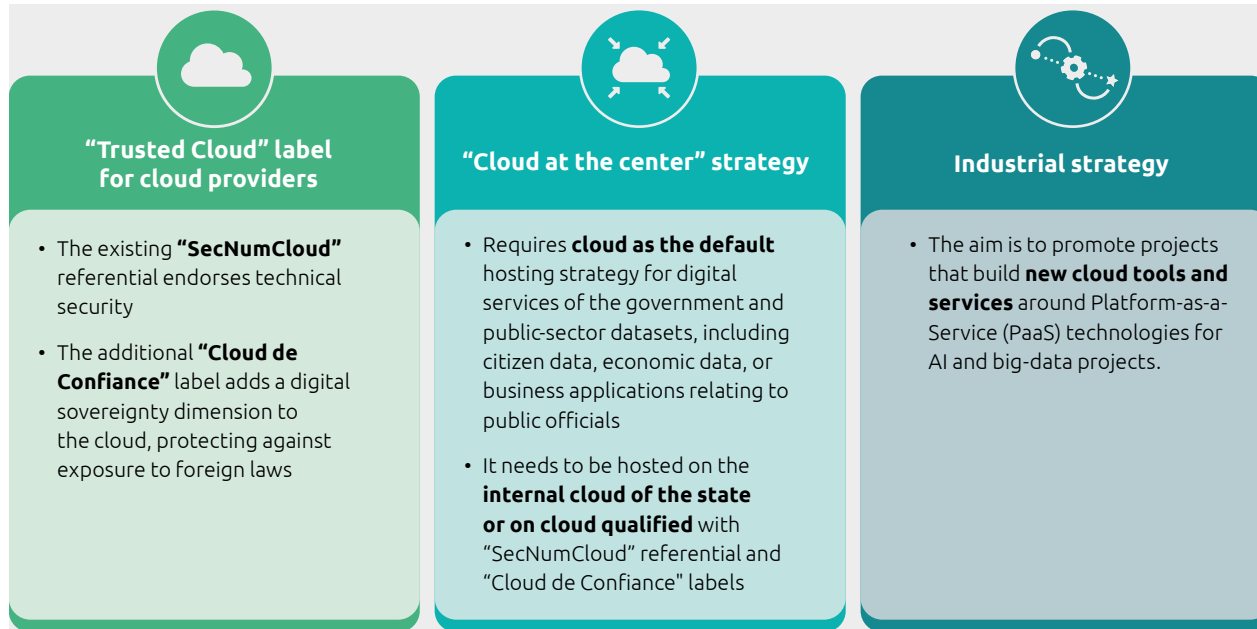 “Trusted Cloud” label
for cloud providers
• The existing “SecNumCloud”
referential endorses technical
security
• The additional “Cloud de
Confiance” label adds a digital
sovereignty dimension to
the cloud, protecting against
exposure to foreign laws
“Cloud at the center” strategy
• Requires cloud as the default
hosting strategy for digital
services of the government and
public-sector datasets, including
citizen data, economic data, or
business applications relating to
public officials
• It needs to be hosted on the
internal cloud of the state
or on cloud qualified with
“SecNumCloud” referential and
“Cloud de Confiance" labels
Industrial strategy
• The aim is to promote projects
that build new cloud tools and
services around Platform-as-a-
Service (PaaS) technologies for
AI and big-data projects.